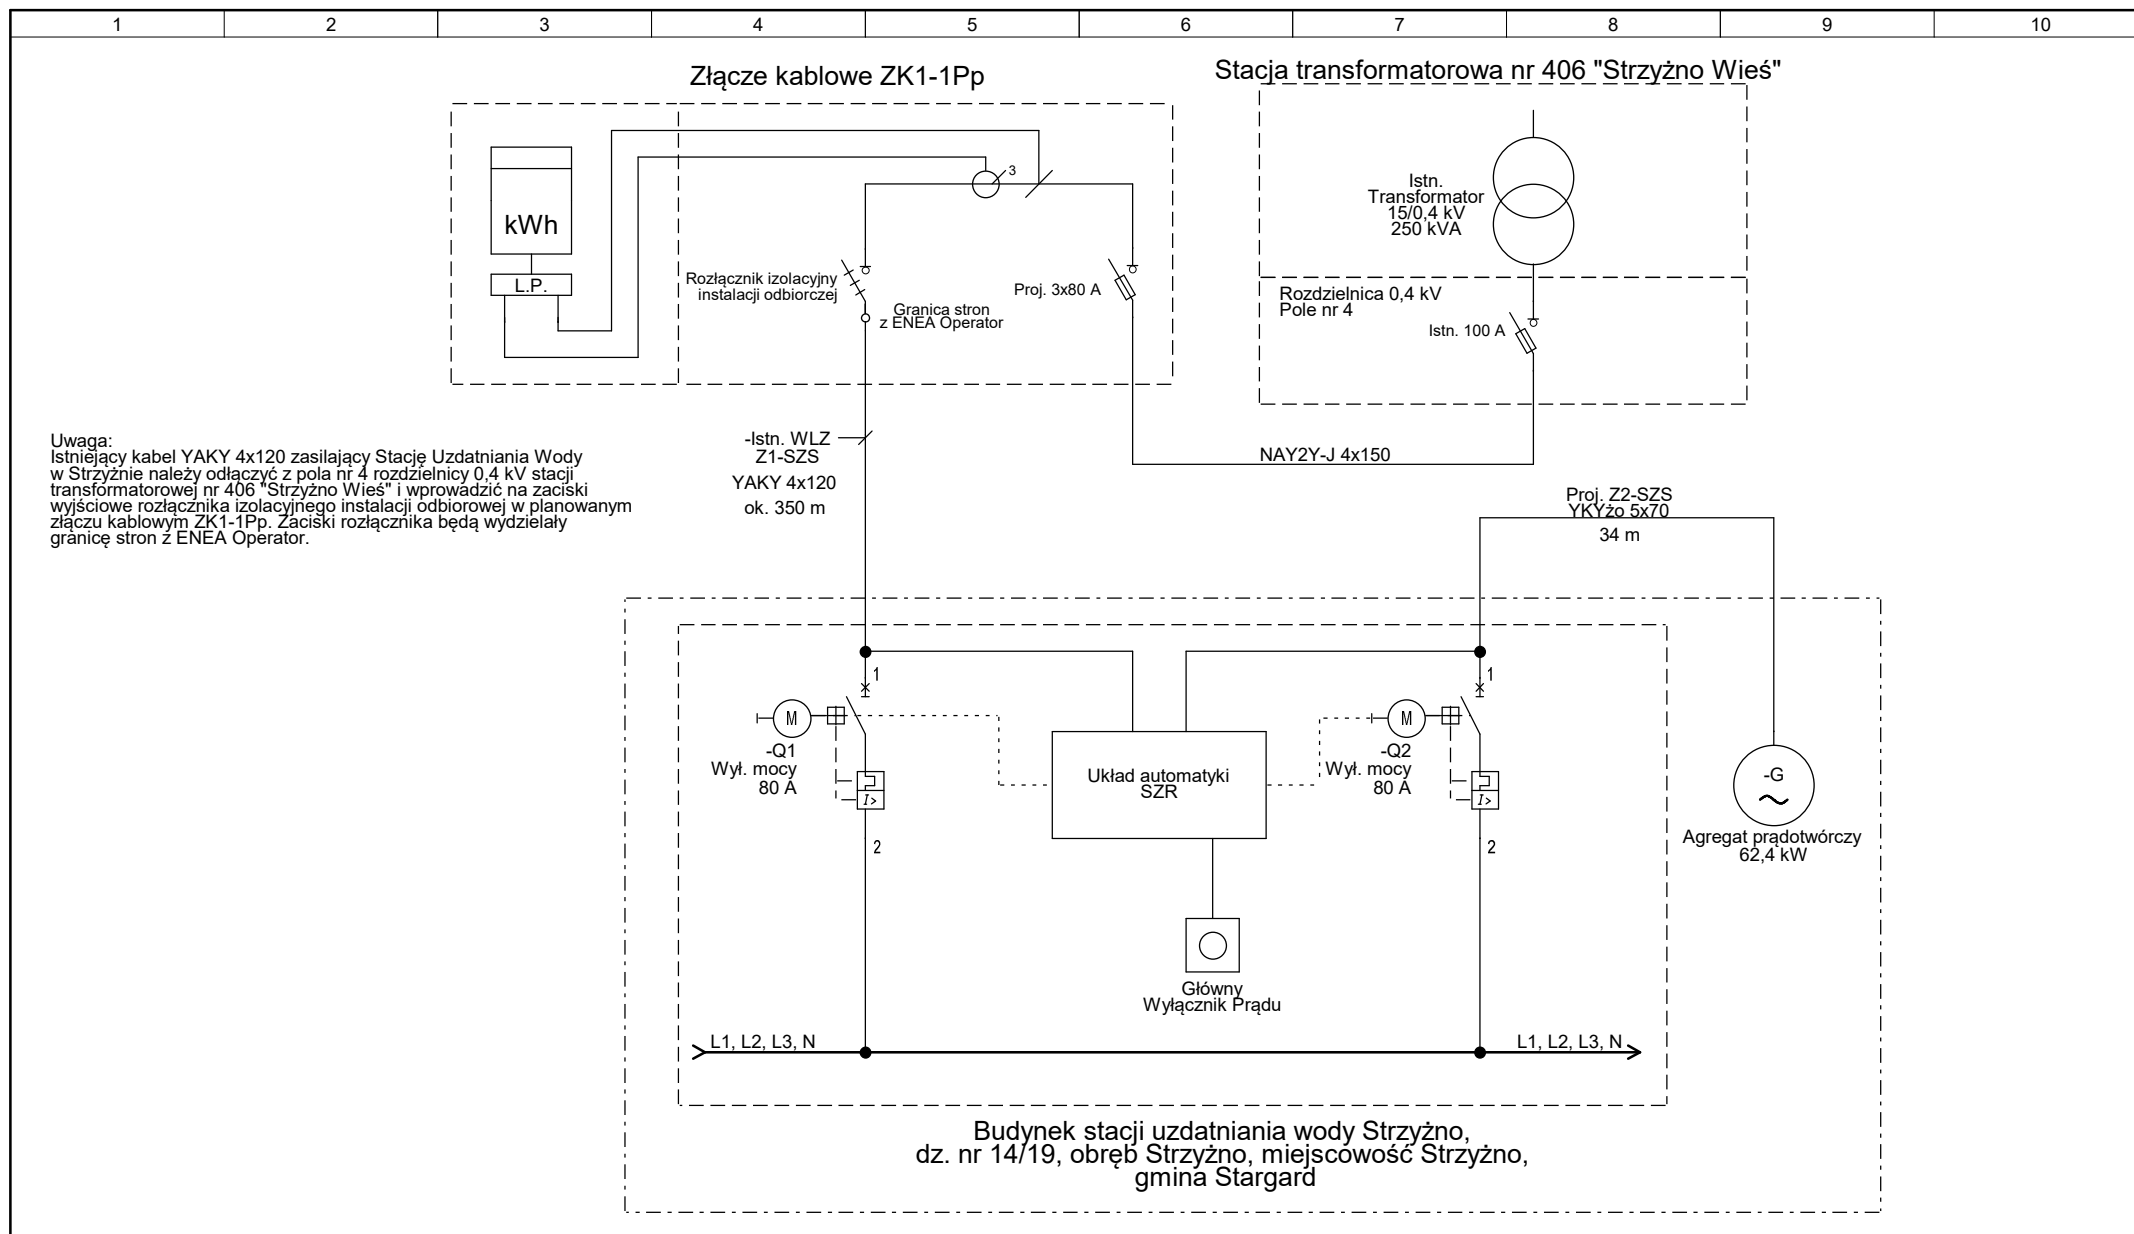 1 2 3 4 5 6 7 8 9 10
Złącze kablowe ZK1-1Pp
Stacja transformatorowa nr 406 "Strzyżno Wieś"
kWh
L.P.
3
Rozłącznik izolacyjny
instalacji odbiorczej
Granica stron
z ENEA Operator
Proj. 3x80 A
Istn.
Transformator
15/0,4 kV
250 kVA
Rozdzielnica 0,4 kV
Pole nr 4
Istn. 100 A
Uwaga:
Istniejący kabel YAKY 4x120 zasilający Stację Uzdatniania Wody
w Strzyżnie należy odłączyć z pola nr 4 rozdzielnicy 0,4 kV stacji
transformatorowej nr 406 "Strzyżno Wieś" i wprowadzić na zaciski
wyjściowe rozłącznika izolacyjnego instalacji odbiorowej w planowanym
złączu kablowym ZK1-1Pp. Zaciski rozłącznika będą wydzielały
granicę stron z ENEA Operator.
-Istn. WLZ
Z1-SZS
YAKY 4x120
ok. 350 m
NAY2Y-J 4x150
Proj. Z2-SZS
YKYżo 5x70
34 m
1
M
-Q1
Wył. mocy
80 A
I>
2
Układ automatyki
SZR
1
M
-Q2
Wył. mocy
80 A
I>
2
-G
Agregat prądotwórczy
62,4 kW
Główny
Wyłącznik Prądu
L1, L2, L3, N
L1, L2, L3, N
Budynek stacji uzdatniania wody Strzyżno,
dz. nr 14/19, obręb Strzyżno, miejscowość Strzyżno,
gmina Stargard